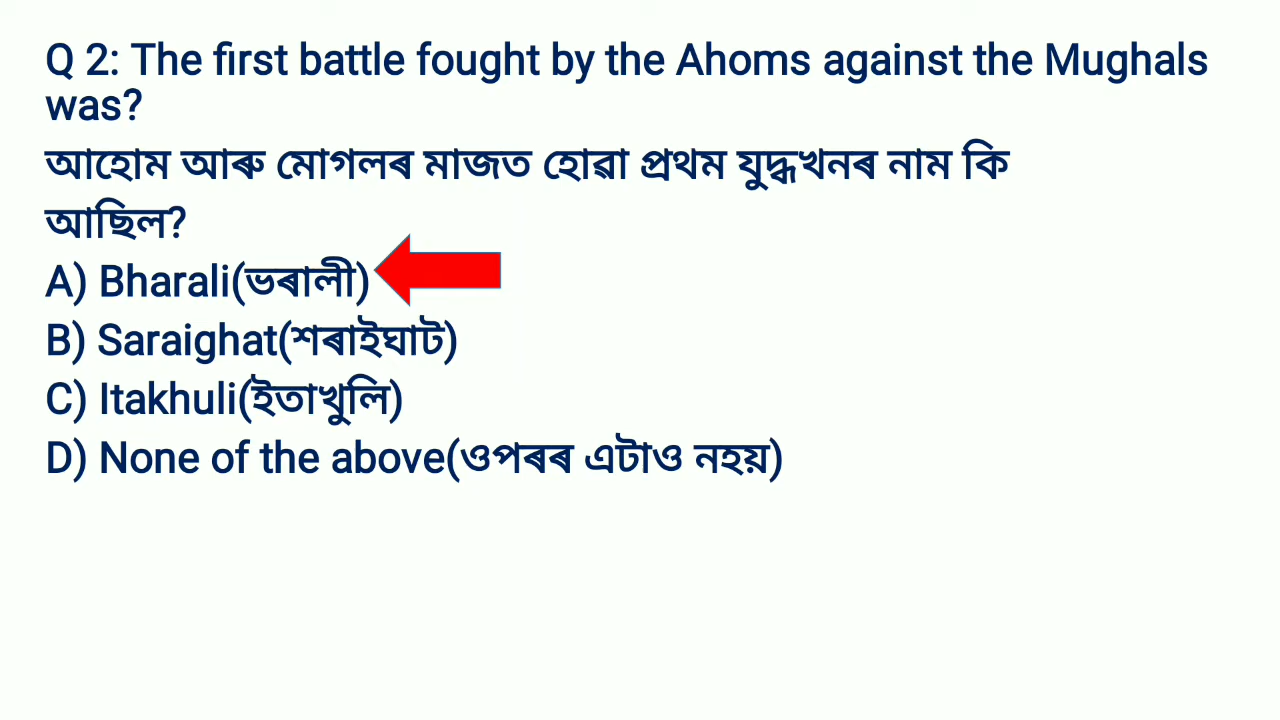 Q 2: The first battle fought by the Ahoms against the Mughals
was?
আহোম আৰু মোগলৰ মাজত হোৱা প্ৰথম যুদ্ধখনৰ নাম কি
আছিল?
A) Bharali(ভৰালী)
B) Saraighat(শৰাইঘাট)
C) Itakhuli(ইতাখুলি)
D) None of the above(ওপৰৰ এটাও নহয়)